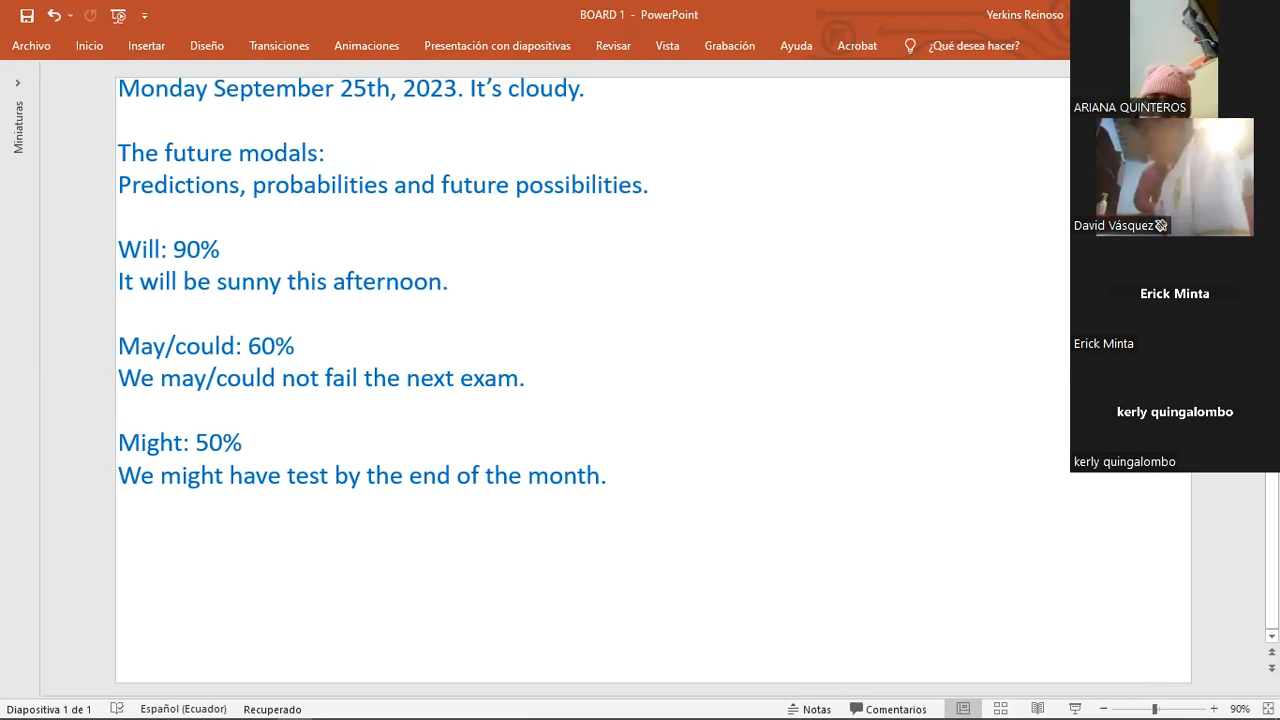 BOARD 1 - PowerPoint
Yerkins Reinoso
Archivo Inicio Insertar Diseño Transiciones Animaciones Presentación con diapositivas Revisar Vista Grabación Ayuda Acrobat ¿Qué desea hacer?
Miniaturas
Monday September 25th, 2023. It's cloudy.
The future modals:
Predictions, probabilities and future possibilities.
Will: 90%
It will be sunny this afternoon.
May/could: 60%
We may/could not fail the next exam.
Might: 50%
We might have test by the end of the month.
ARIANA QUINTEROS
David Vásquez
Erick Minta
Erick Minta
kerly quingalombo
kerly quingalombo
Diapositiva 1 de 1 Español (Ecuador) Recuperado Notas Comentarios 90%